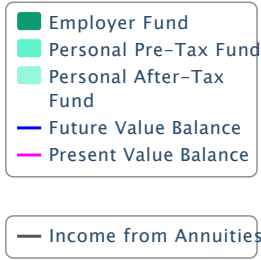 Employer Fund
Personal Pre-Tax Fund
Personal After-Tax
Fund
Future Value Balance
Present Value Balance
Income from Annuities